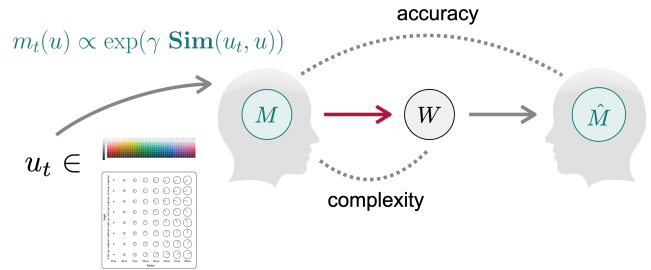 accuracy
m_t(u) ∝ exp(γ Sim(u_t, u))
M
W
M̂
u_t ∈
complexity